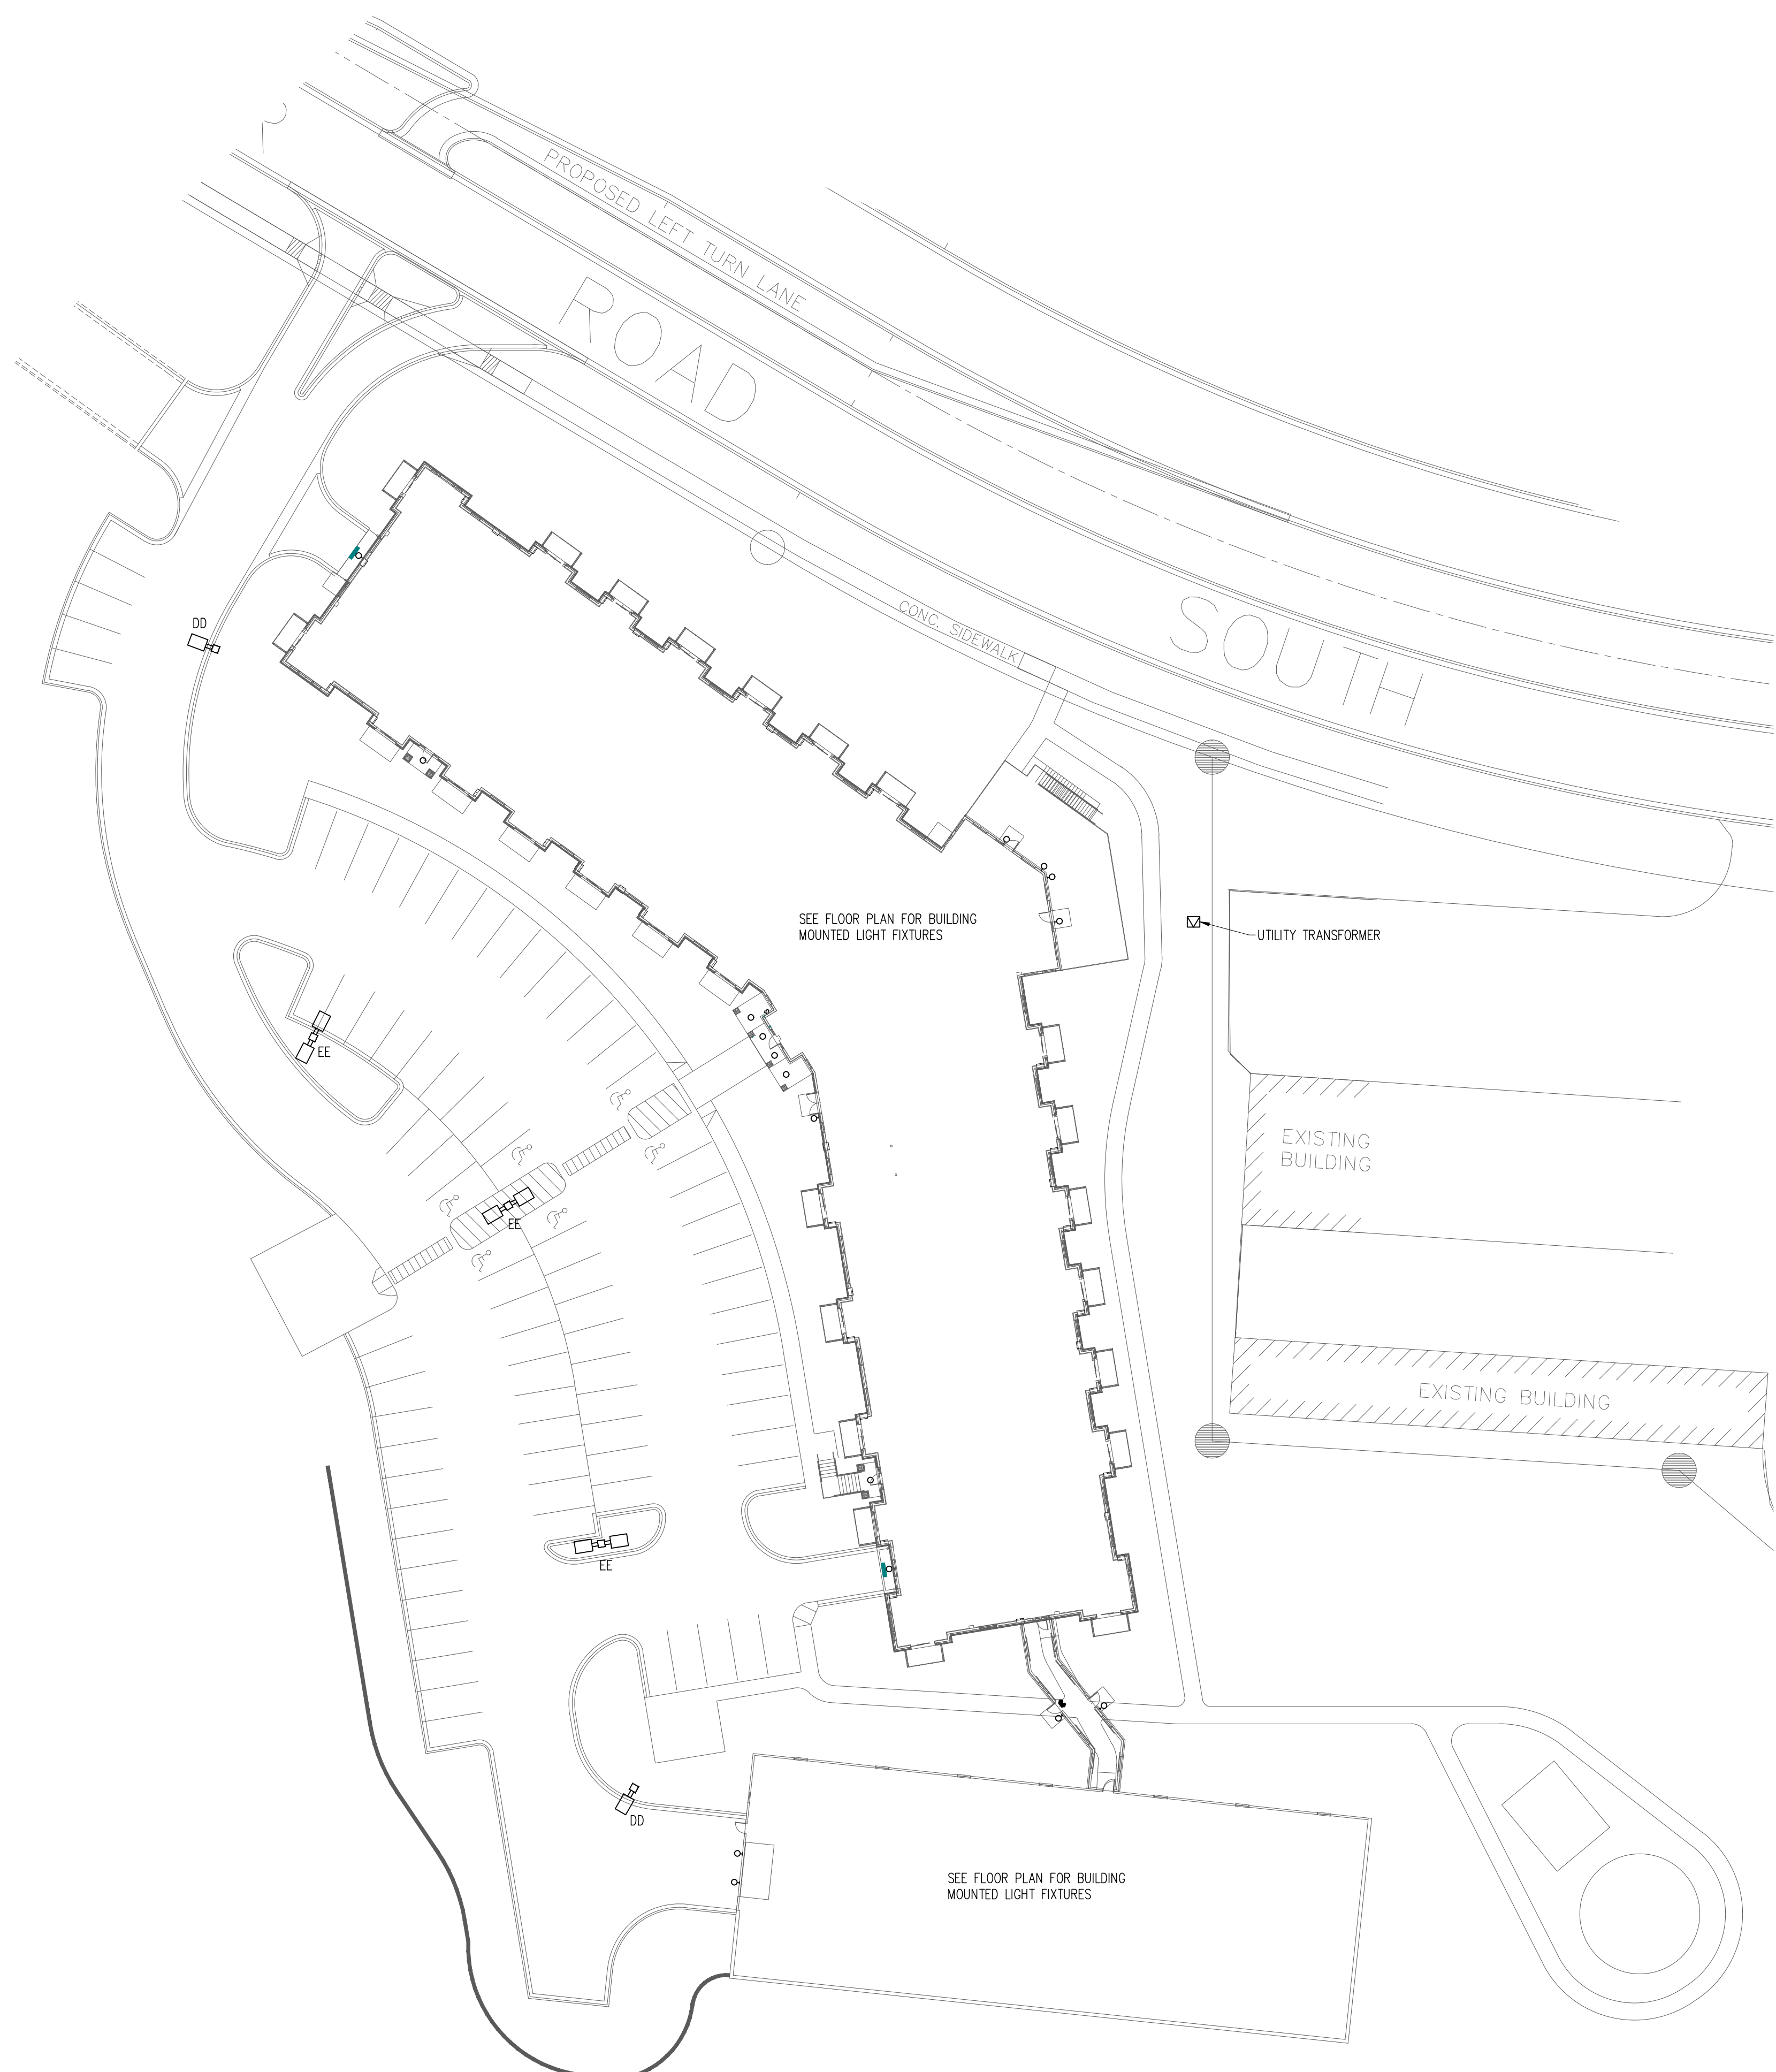 PROPOSED LEFT TURN LANE
ROAD
CONC. SIDEWALK
SOUTH
DD
SEE FLOOR PLAN FOR BUILDING
MOUNTED LIGHT FIXTURES
UTILITY TRANSFORMER
EE
EXISTING
BUILDING
EE
EXISTING BUILDING
EE
DD
SEE FLOOR PLAN FOR BUILDING
MOUNTED LIGHT FIXTURES